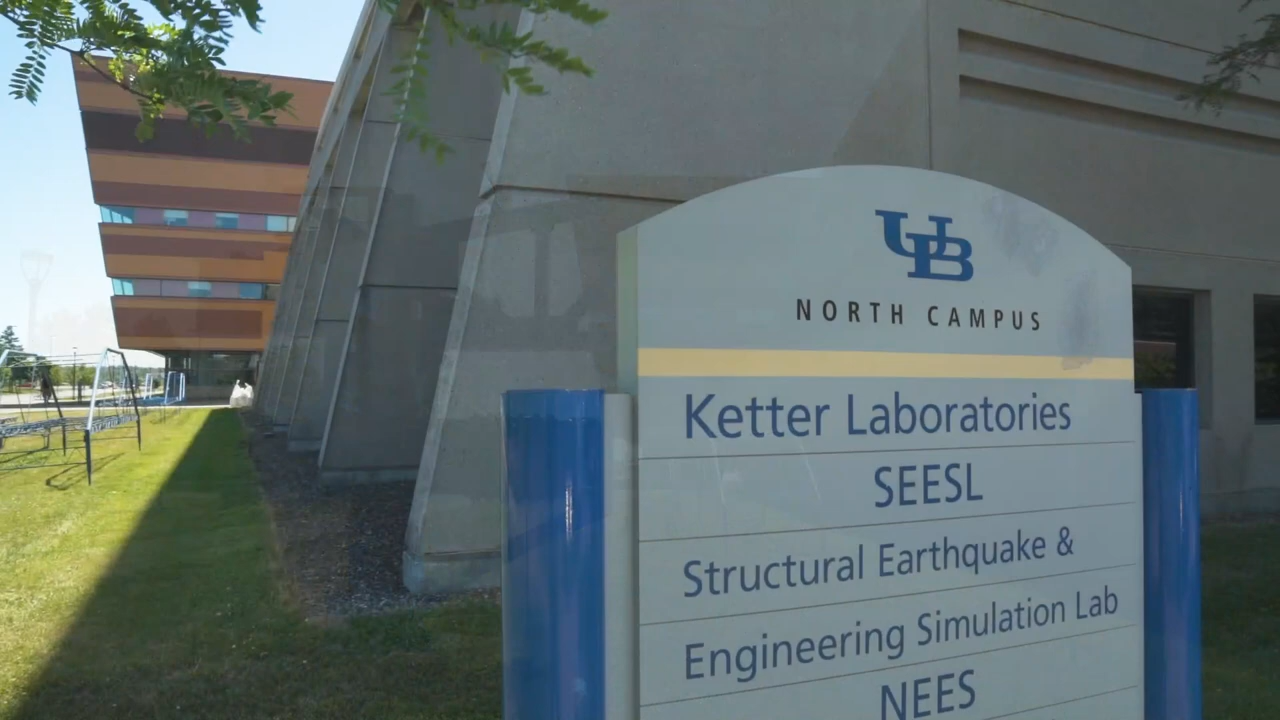 UB
NORTH CAMPUS
Ketter Laboratories
SEESL
Structural Earthquake &
Engineering Simulation Lab
NEES